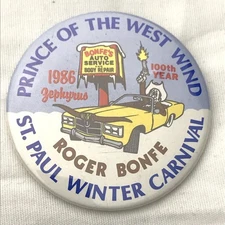 PRINCE OF THE WEST WIND
BONFE'S
AUTO
SERVICE
& BODY REPAIR
1986
Zephyrus
100th
YEAR
ROGER BONFE
ST. PAUL WINTER CARNIVAL